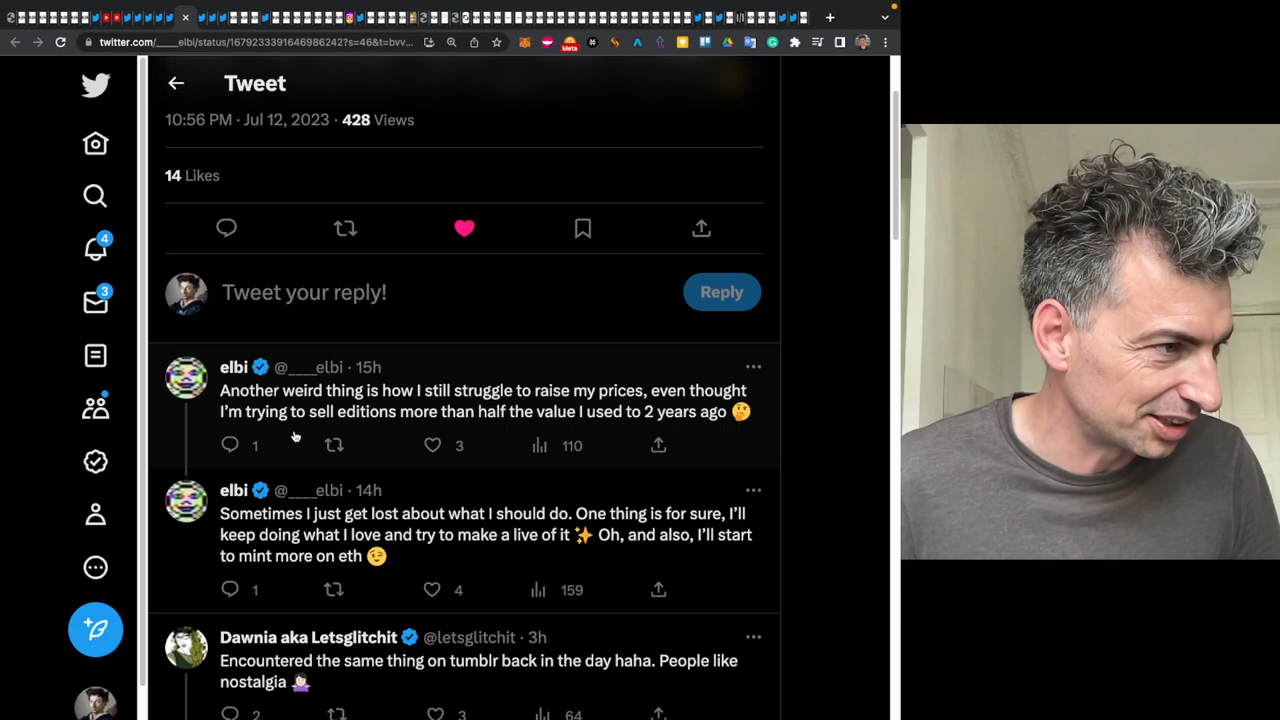 twitter.com/____elbi/status/1679233391646986242?s=46&t=bvv...
Meta
Tweet
10:56 PM · Jul 12, 2023 · 428 Views
14 Likes
4
Tweet your reply!
Reply
3
elbi @____elbi · 15h
Another weird thing is how I still struggle to raise my prices, even thought
I'm trying to sell editions more than half the value I used to 2 years ago 🤔
1 3 110
elbi @____elbi · 14h
Sometimes I just get lost about what I should do. One thing is for sure, I'll
keep doing what I love and try to make a live of it ✨ Oh, and also, I'll start
to mint more on eth 😉
1 4 159
Dawnia aka Letsglitchit @letsglitchit · 3h
Encountered the same thing on tumblr back in the day haha. People like
nostalgia 🤷🏻‍♀️
2 3 64